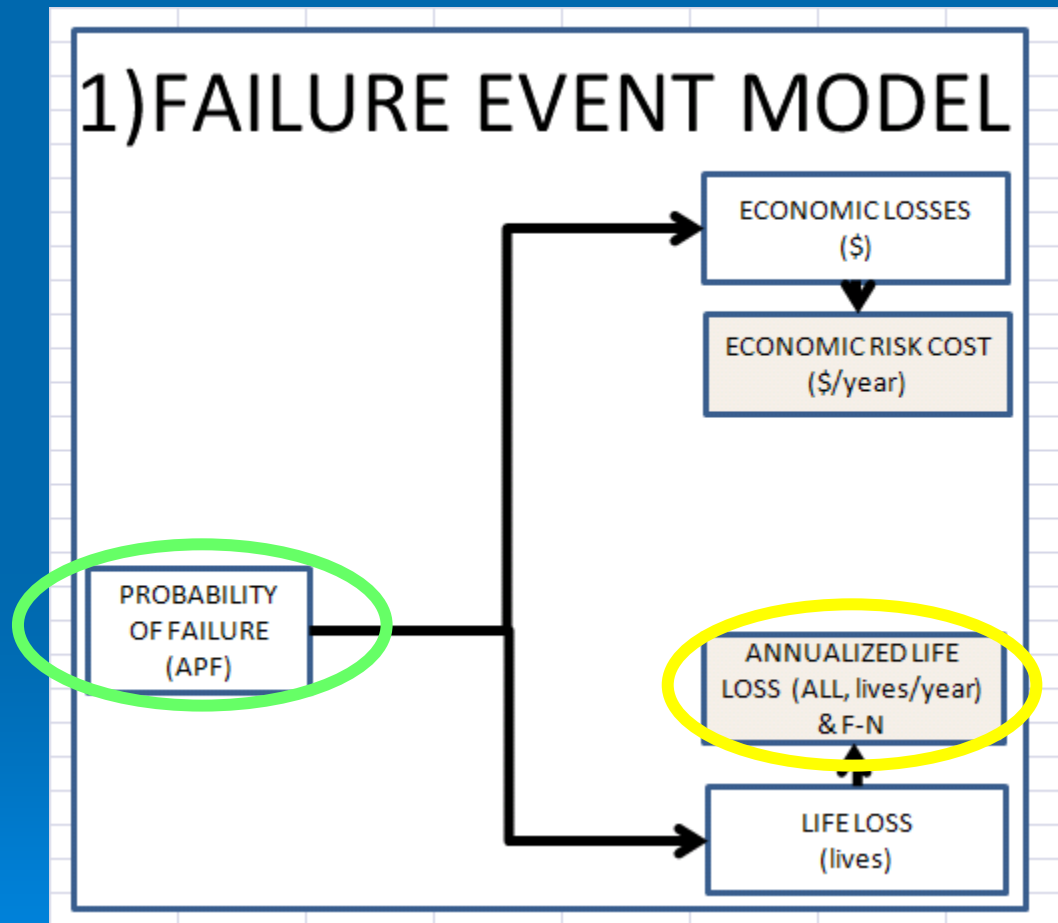 1)FAILURE EVENT MODEL
ECONOMIC LOSSES
($)
ECONOMIC RISK COST
($/year)
PROBABILITY
OF FAILURE
(APF)
ANNUALIZED LIFE
LOSS (ALL, lives/year)
& F-N
LIFE LOSS
(lives)